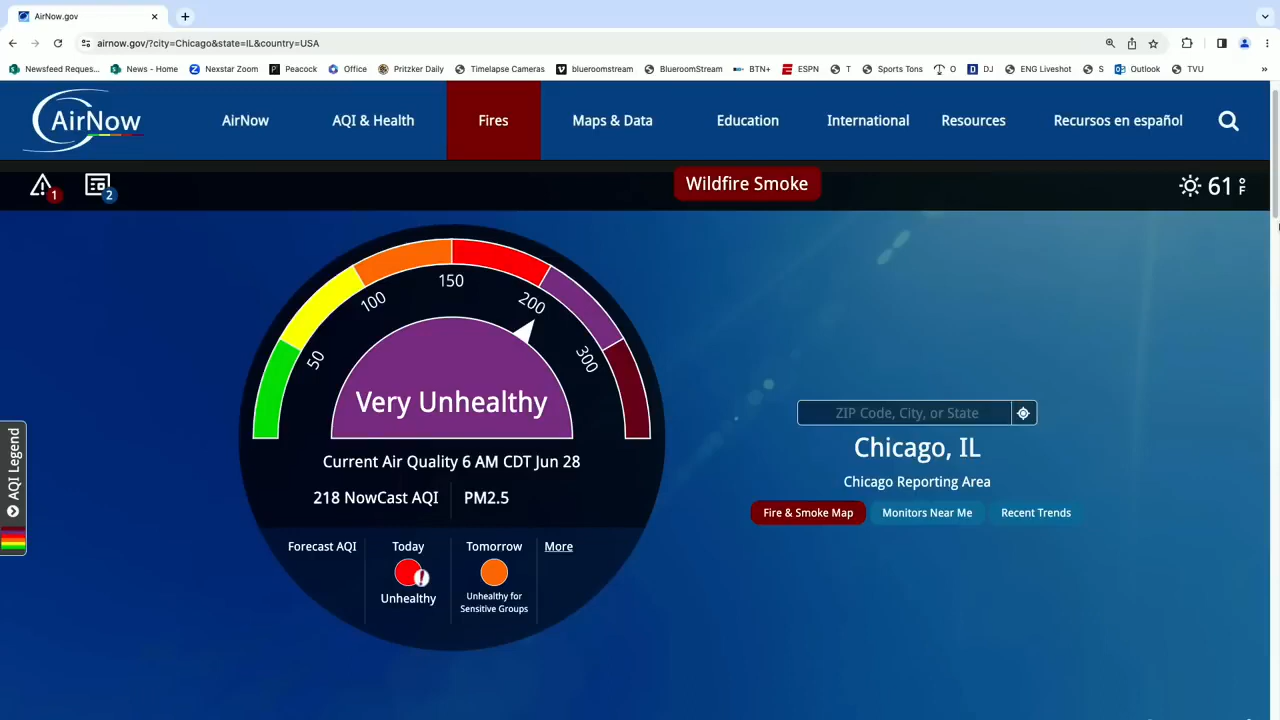 AirNow.gov
airnow.gov/?city=Chicago&state=IL&country=USA
Newsfeed Reques... News - Home Nexstar Zoom Peacock Office Pritzker Daily Timelapse Cameras blueroomstream BlueroomStream BTN+ ESPN T Sports Tons O DJ ENG Liveshot S Outlook TVU »
AirNow AirNow AQI & Health Fires Maps & Data Education International Resources Recursos en español
1 2 Wildfire Smoke 61 °F
50 100 150 200 300
Very Unhealthy
Current Air Quality 6 AM CDT Jun 28
218 NowCast AQI PM2.5
Forecast AQI Today Tomorrow More
Unhealthy
Unhealthy for
Sensitive Groups
ZIP Code, City, or State
Chicago, IL
Chicago Reporting Area
Fire & Smoke Map Monitors Near Me Recent Trends
AQI Legend